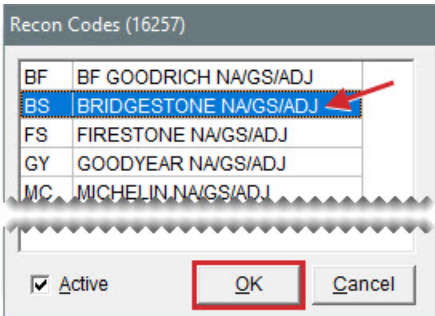 Recon Codes (16257)
BF BF GOODRICH NA/GS/ADJ
BS BRIDGESTONE NA/GS/ADJ
FS FIRESTONE NA/GS/ADJ
GY GOODYEAR NA/GS/ADJ
MC MICHELIN NA/GS/ADJ
Active OK Cancel